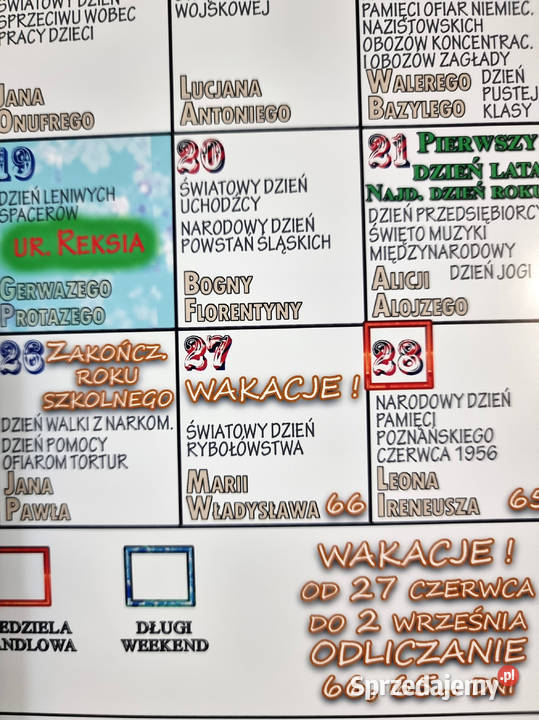 SPRZECIWU WOBEC
PRACY DZIECI
JANA
ONUFREGO
WOJSKOWEJ
LUCJANA
ANTONIEGO
PAMIĘCI OFIAR NIEMIEC.
NAZISTOWSKICH
OBOZÓW KONCENTRAC.
I OBOZÓW ZAGŁADY
WALEREGO
BAZYLEGO
DZIEŃ
PUSTEJ
KLASY
19
DZIEŃ LENIWYCH
SPACERÓW
UR. REKSIA
GERWAZEGO
PROTAZEGO
20
ŚWIATOWY DZIEŃ
UCHODŹCY
NARODOWY DZIEŃ
POWSTAŃ ŚLĄSKICH
BOGNY
FLORENTYNY
21 PIERWSZY
DZIEŃ LATA
NAJD. DZIEŃ ROKU
DZIEŃ PRZEDSIĘBIORCY
ŚWIĘTO MUZYKI
MIĘDZYNARODOWY
DZIEŃ JOGI
ALICJI
ALOJZEGO
26 ZAKOŃCZ.
ROKU
SZKOLNEGO
DZIEŃ WALKI Z NARKOM.
DZIEŃ POMOCY
OFIAROM TORTUR
JANA
PAWŁA
27
WAKACJE !
ŚWIATOWY DZIEŃ
RYBOŁÓWSTWA
MARII
WŁADYSŁAWA 66
28
NARODOWY DZIEŃ
PAMIĘCI
POZNAŃSKIEGO
CZERWCA 1956
LEONA
IRENEUSZA 65
EDZIELA
NDLOWA
DŁUGI
WEEKEND
WAKACJE !
OD 27 CZERWCA
DO 2 WRZEŚNIA
ODLICZANIE
66, 65... DNI
Sprzedajemy.pl